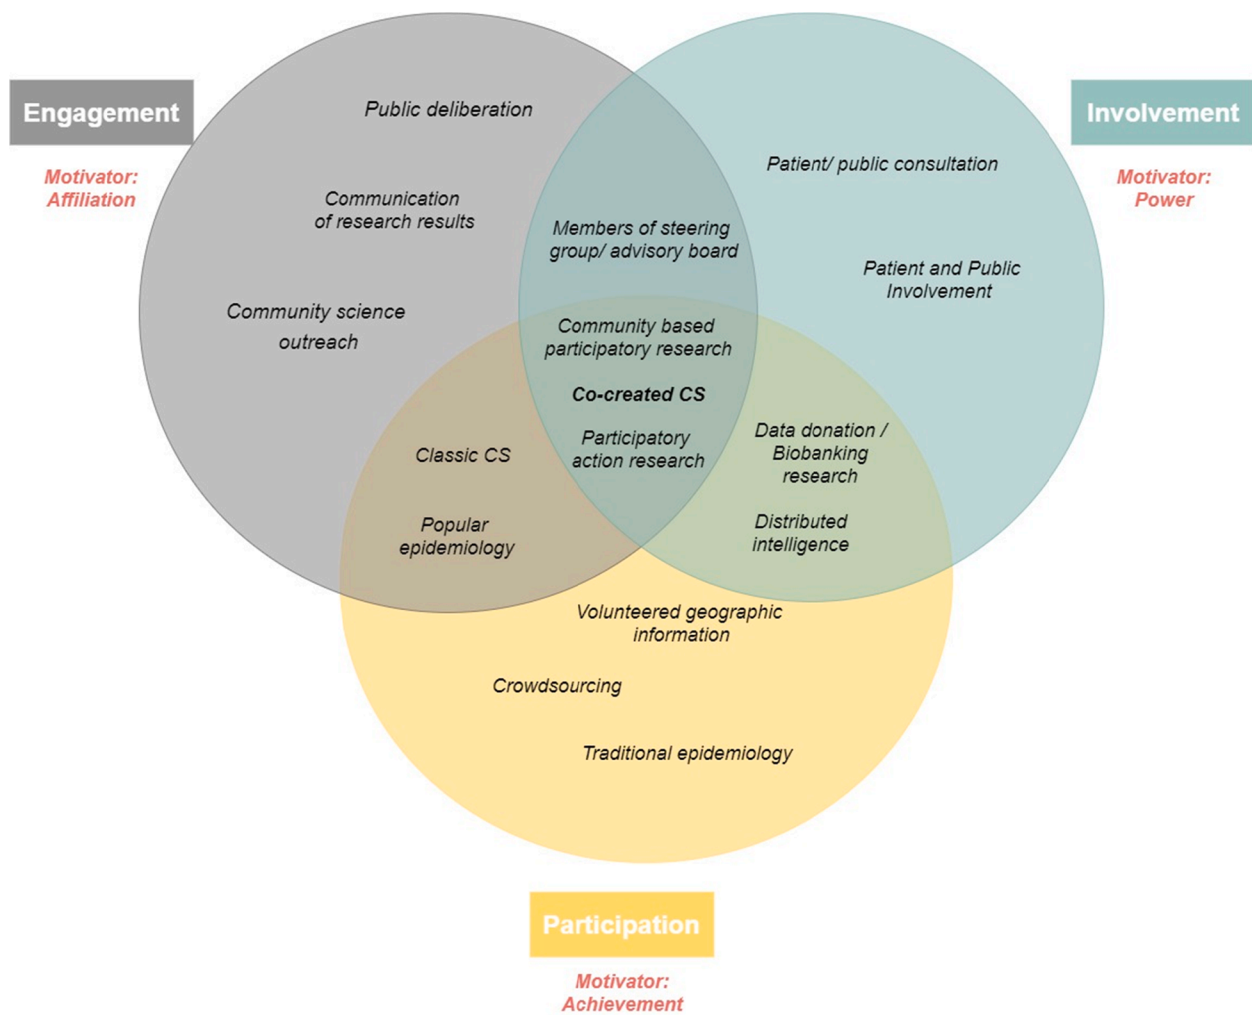 Engagement
Motivator:
Affiliation
Involvement
Motivator:
Power
Public deliberation
Communication
of research results
Community science
outreach
Patient/ public consultation
Patient and Public
Involvement
Members of steering
group/ advisory board
Community based
participatory research
Co-created CS
Participatory
action research
Classic CS
Popular
epidemiology
Data donation /
Biobanking
research
Distributed
intelligence
Volunteered geographic
information
Crowdsourcing
Traditional epidemiology
Participation
Motivator:
Achievement